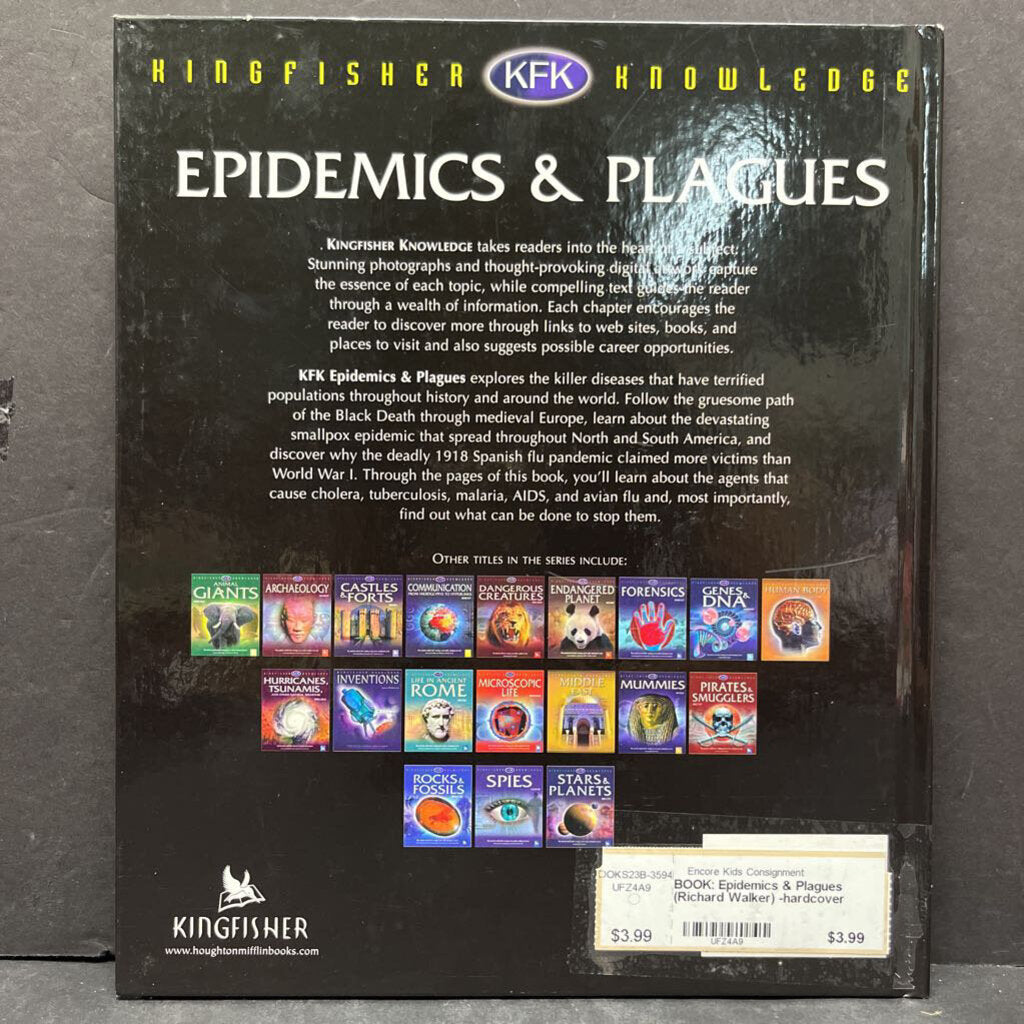 KINGFISHER KFK KNOWLEDGE
EPIDEMICS & PLAGUES
. KINGFISHER KNOWLEDGE takes readers into the heart of a subject.
Stunning photographs and thought-provoking digital artwork capture
the essence of each topic, while compelling text guides the reader
through a wealth of information. Each chapter encourages the
reader to discover more through links to web sites, books, and
places to visit and also suggests possible career opportunities.
KFK Epidemics & Plagues explores the killer diseases that have terrified
populations throughout history and around the world. Follow the gruesome path
of the Black Death through medieval Europe, learn about the devastating
smallpox epidemic that spread throughout North and South America, and
discover why the deadly 1918 Spanish flu pandemic claimed more victims than
World War I. Through the pages of this book, you'll learn about the agents that
cause cholera, tuberculosis, malaria, AIDS, and avian flu and, most importantly,
find out what can be done to stop them.
OTHER TITLES IN THE SERIES INCLUDE:
ANIMAL
GIANTS
ARCHAEOLOGY
CASTLES
& FORTS
COMMUNICATION
DANGEROUS
CREATURES
ENDANGERED
PLANET
FORENSICS
GENES &
DNA
HUMAN BODY
HURRICANES,
TSUNAMIS,
INVENTIONS
LIFE IN ANCIENT
ROME
MICROSCOPIC
LIFE
MIDDLE
EAST
MUMMIES
PIRATES &
SMUGGLERS
ROCKS &
FOSSILS
SPIES
STARS &
PLANETS
KINGFISHER
www.houghtonmifflinbooks.com
OOKS23B-3594
UFZ4A9
$3.99
Encore Kids Consignment
BOOK: Epidemics & Plagues
(Richard Walker) -hardcover
UFZ4A9
$3.99